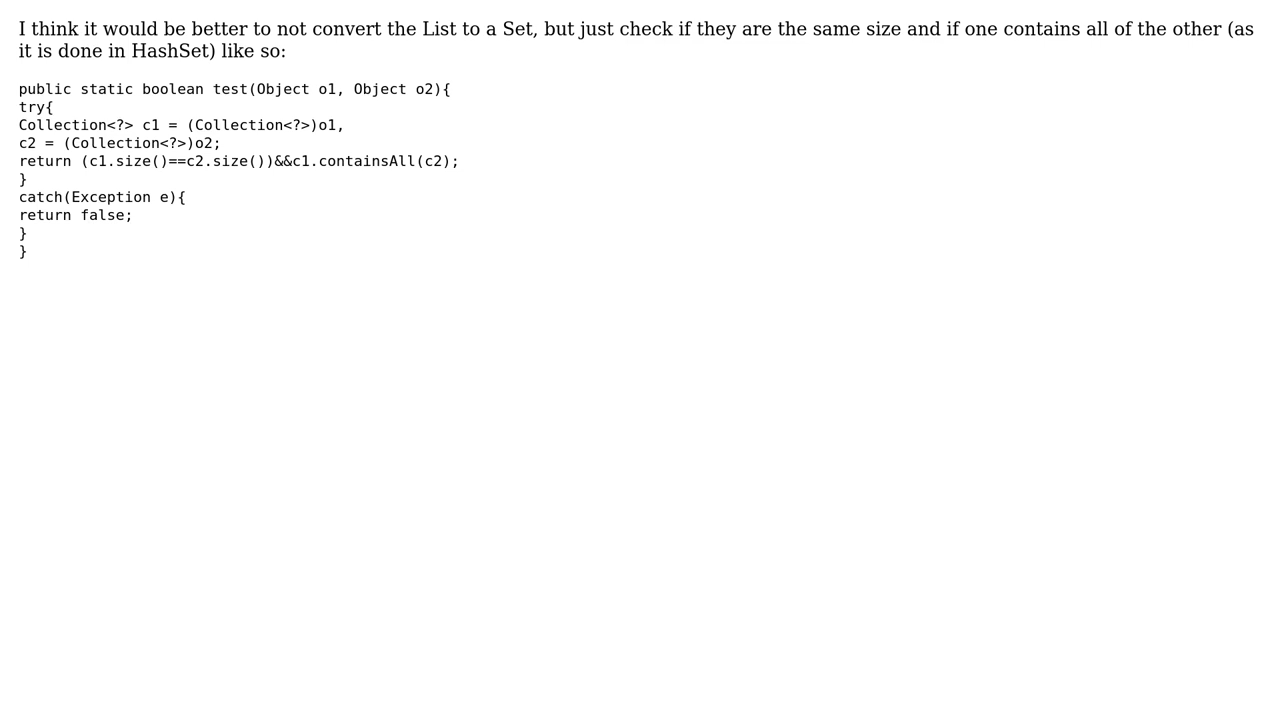 I think it would be better to not convert the List to a Set, but just check if they are the same size and if one contains all of the other (as
it is done in HashSet) like so:
public static boolean test(Object o1, Object o2){
try{
Collection<?> c1 = (Collection<?>)o1,
c2 = (Collection<?>)o2;
return (c1.size()==c2.size())&&c1.containsAll(c2);
}
catch(Exception e){
return false;
}
}